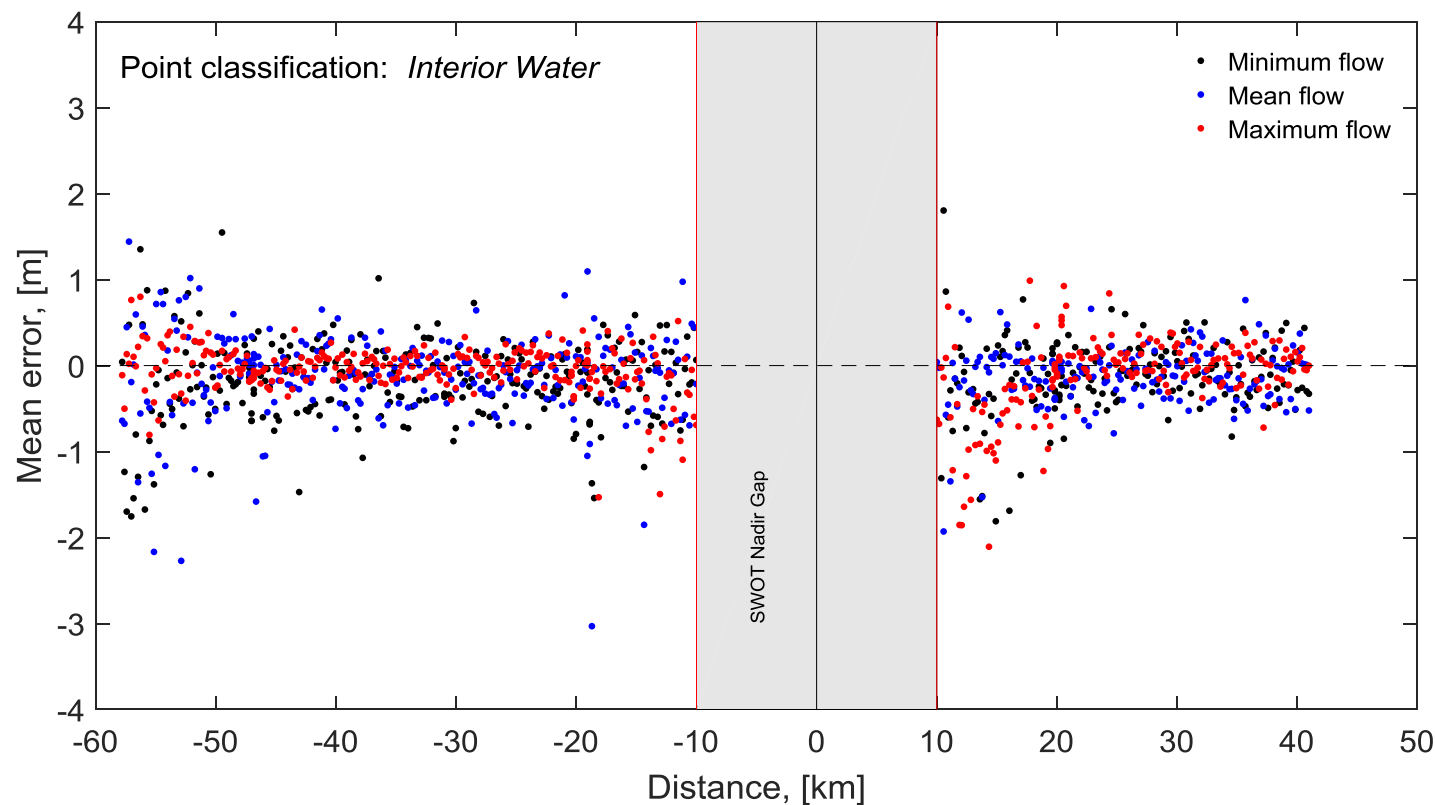 Point classification: Interior Water
Minimum flow
Mean flow
Maximum flow
4
3
2
1
0
-1
-2
-3
-4
Mean error, [m]
SWOT Nadir Gap
-60 -50 -40 -30 -20 -10 0 10 20 30 40 50
Distance, [km]